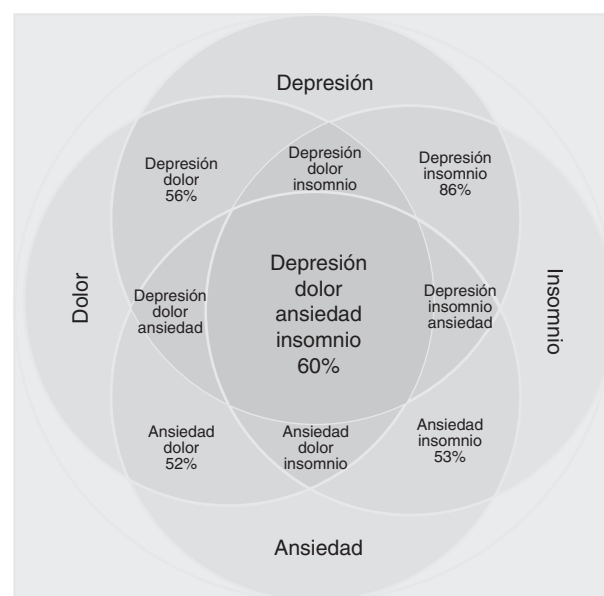 Depresión
Depresión
dolor
56%
Depresión
dolor
insomnio
Depresión
insomnio
86%
Dolor
Depresión
dolor
ansiedad
Depresión
dolor
ansiedad
insomnio
60%
Depresión
insomnio
ansiedad
Insomnio
Ansiedad
dolor
52%
Ansiedad
dolor
insomnio
Ansiedad
insomnio
53%
Ansiedad